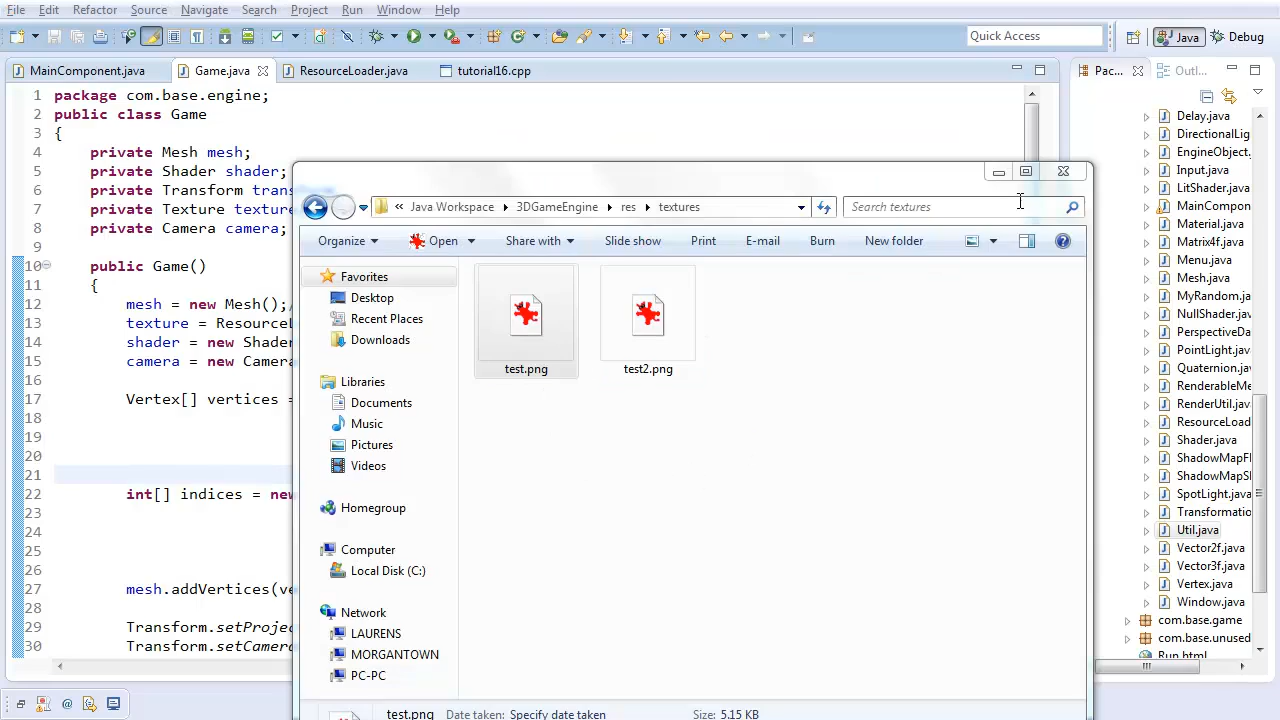 File Edit Refactor Source Navigate Search Project Run Window Help
Quick Access Java Debug
MainComponent.java Game.java ResourceLoader.java tutorial16.cpp Pac... Outl...
1 package com.base.engine;
2 public class Game
3 {
4 private Mesh mesh;
5 private Shader shader;
6 private Transform trans
7 private Texture texture
8 private Camera camera;
9
10 public Game()
11 {
12 mesh = new Mesh();
13 texture = ResourceL
14 shader = new Shader
15 camera = new Camera
16
17 Vertex[] vertices =
18
19
20
21
22 int[] indices = new
23
24
25
26
27 mesh.addVertices(ve
28
29 Transform.setProjec
30 Transform.setCamera
« Java Workspace 3DGameEngine res textures Search textures
Organize Open Share with Slide show Print E-mail Burn New folder
Favorites
Desktop
Recent Places
Downloads
Libraries
Documents
Music
Pictures
Videos
Homegroup
Computer
Local Disk (C:)
Network
LAURENS
MORGANTOWN
PC-PC
test.png test2.png
test.png Date taken: Specify date taken Size: 5.15 KB
Delay.java
DirectionalLig
EngineObject.
Input.java
LitShader.java
MainCompon
Material.java
Matrix4f.java
Menu.java
Mesh.java
MyRandom.ja
NullShader.jav
PerspectiveDa
PointLight.java
Quaternion.jav
RenderableMe
RenderUtil.jav
ResourceLoad
Shader.java
ShadowMapFl
ShadowMapSl
SpotLight.java
Transformatio
Util.java
Vector2f.java
Vector3f.java
Vertex.java
Window.java
com.base.game
com.base.unused
Run.html